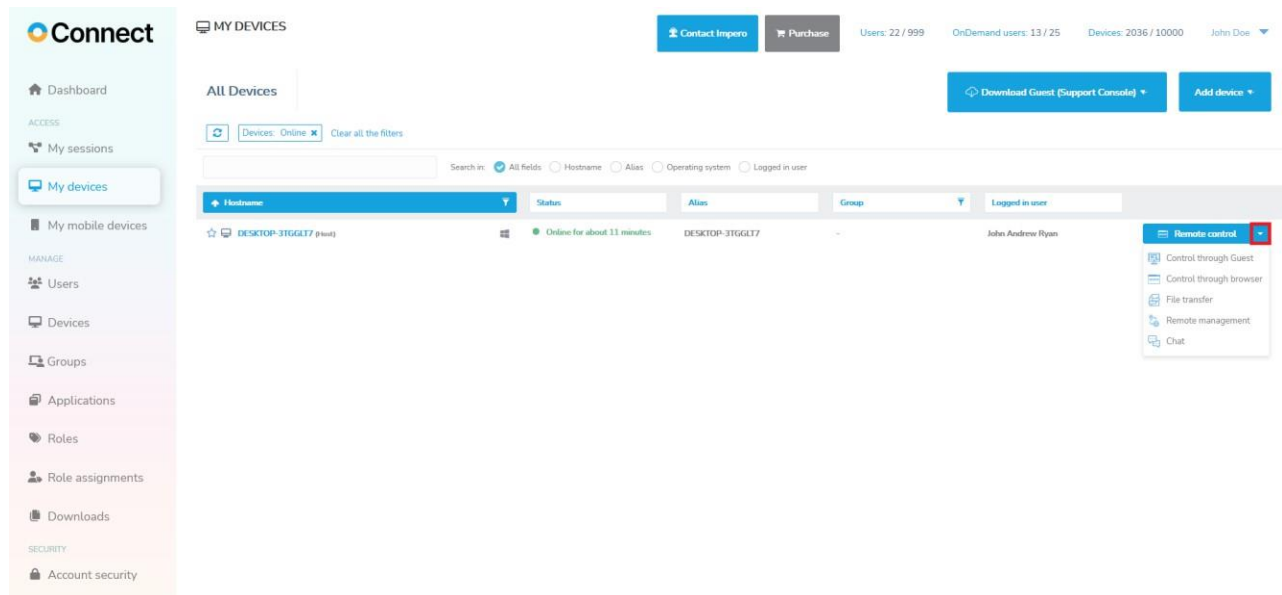 Connect
MY DEVICES
Contact Impero
Purchase
Users: 22 / 999
OnDemand users: 13 / 25
Devices: 2036 / 10000
John Doe
Dashboard
ACCESS
My sessions
My devices
My mobile devices
MANAGE
Users
Devices
Groups
Applications
Roles
Role assignments
Downloads
SECURITY
Account security
All Devices
Download Guest (Support Console)
Add device
Devices: Online
Clear all the filters
Search in: All fields Hostname Alias Operating system Logged in user
Hostname Status Alias Group Logged in user
DESKTOP-3TGGLT7 (Host) Online for about 11 minutes DESKTOP-3TGGLT7 - John Andrew Ryan Remote control
Control through Guest
Control through browser
File transfer
Remote management
Chat